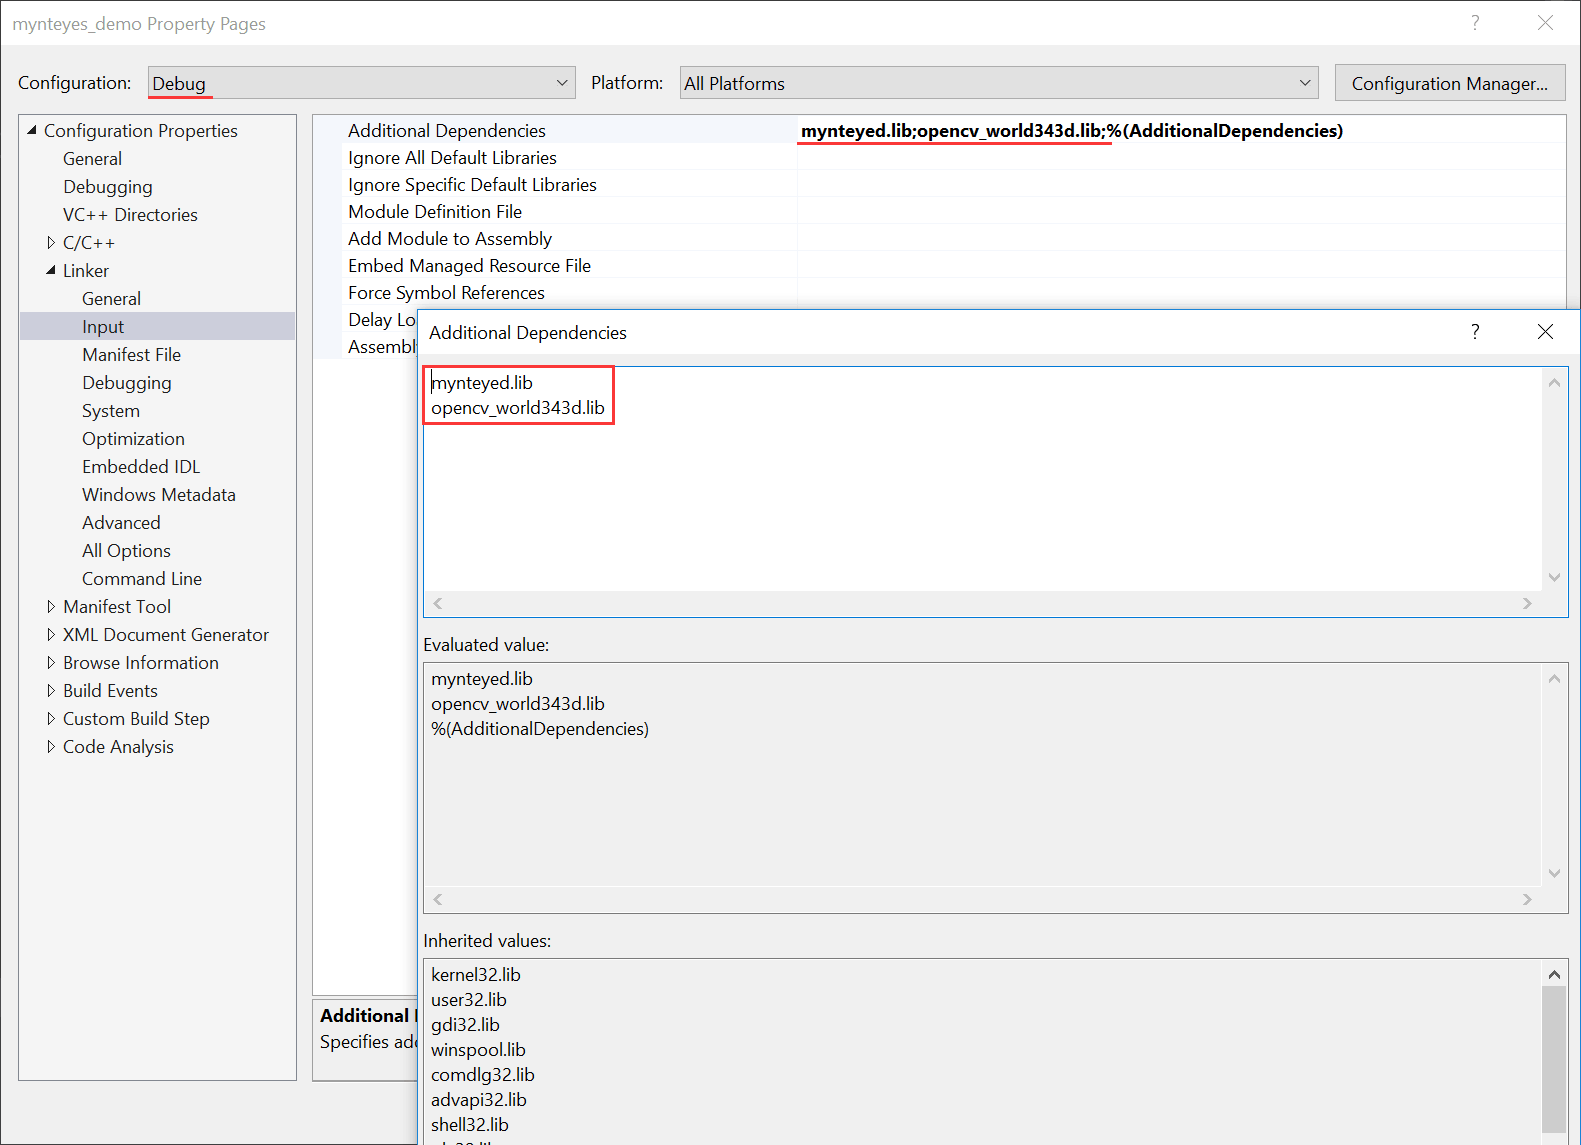 mynteyes_demo Property Pages
Configuration: Debug Platform: All Platforms Configuration Manager...
Configuration Properties
General
Debugging
VC++ Directories
C/C++
Linker
General
Input
Manifest File
Debugging
System
Optimization
Embedded IDL
Windows Metadata
Advanced
All Options
Command Line
Manifest Tool
XML Document Generator
Browse Information
Build Events
Custom Build Step
Code Analysis
Additional Dependencies mynteyed.lib;opencv_world343d.lib;%(AdditionalDependencies)
Ignore All Default Libraries
Ignore Specific Default Libraries
Module Definition File
Add Module to Assembly
Embed Managed Resource File
Force Symbol References
Delay Lo
Assembl
Additional
Specifies ad
Additional Dependencies
mynteyed.lib
opencv_world343d.lib
Evaluated value:
mynteyed.lib
opencv_world343d.lib
%(AdditionalDependencies)
Inherited values:
kernel32.lib
user32.lib
gdi32.lib
winspool.lib
comdlg32.lib
advapi32.lib
shell32.lib